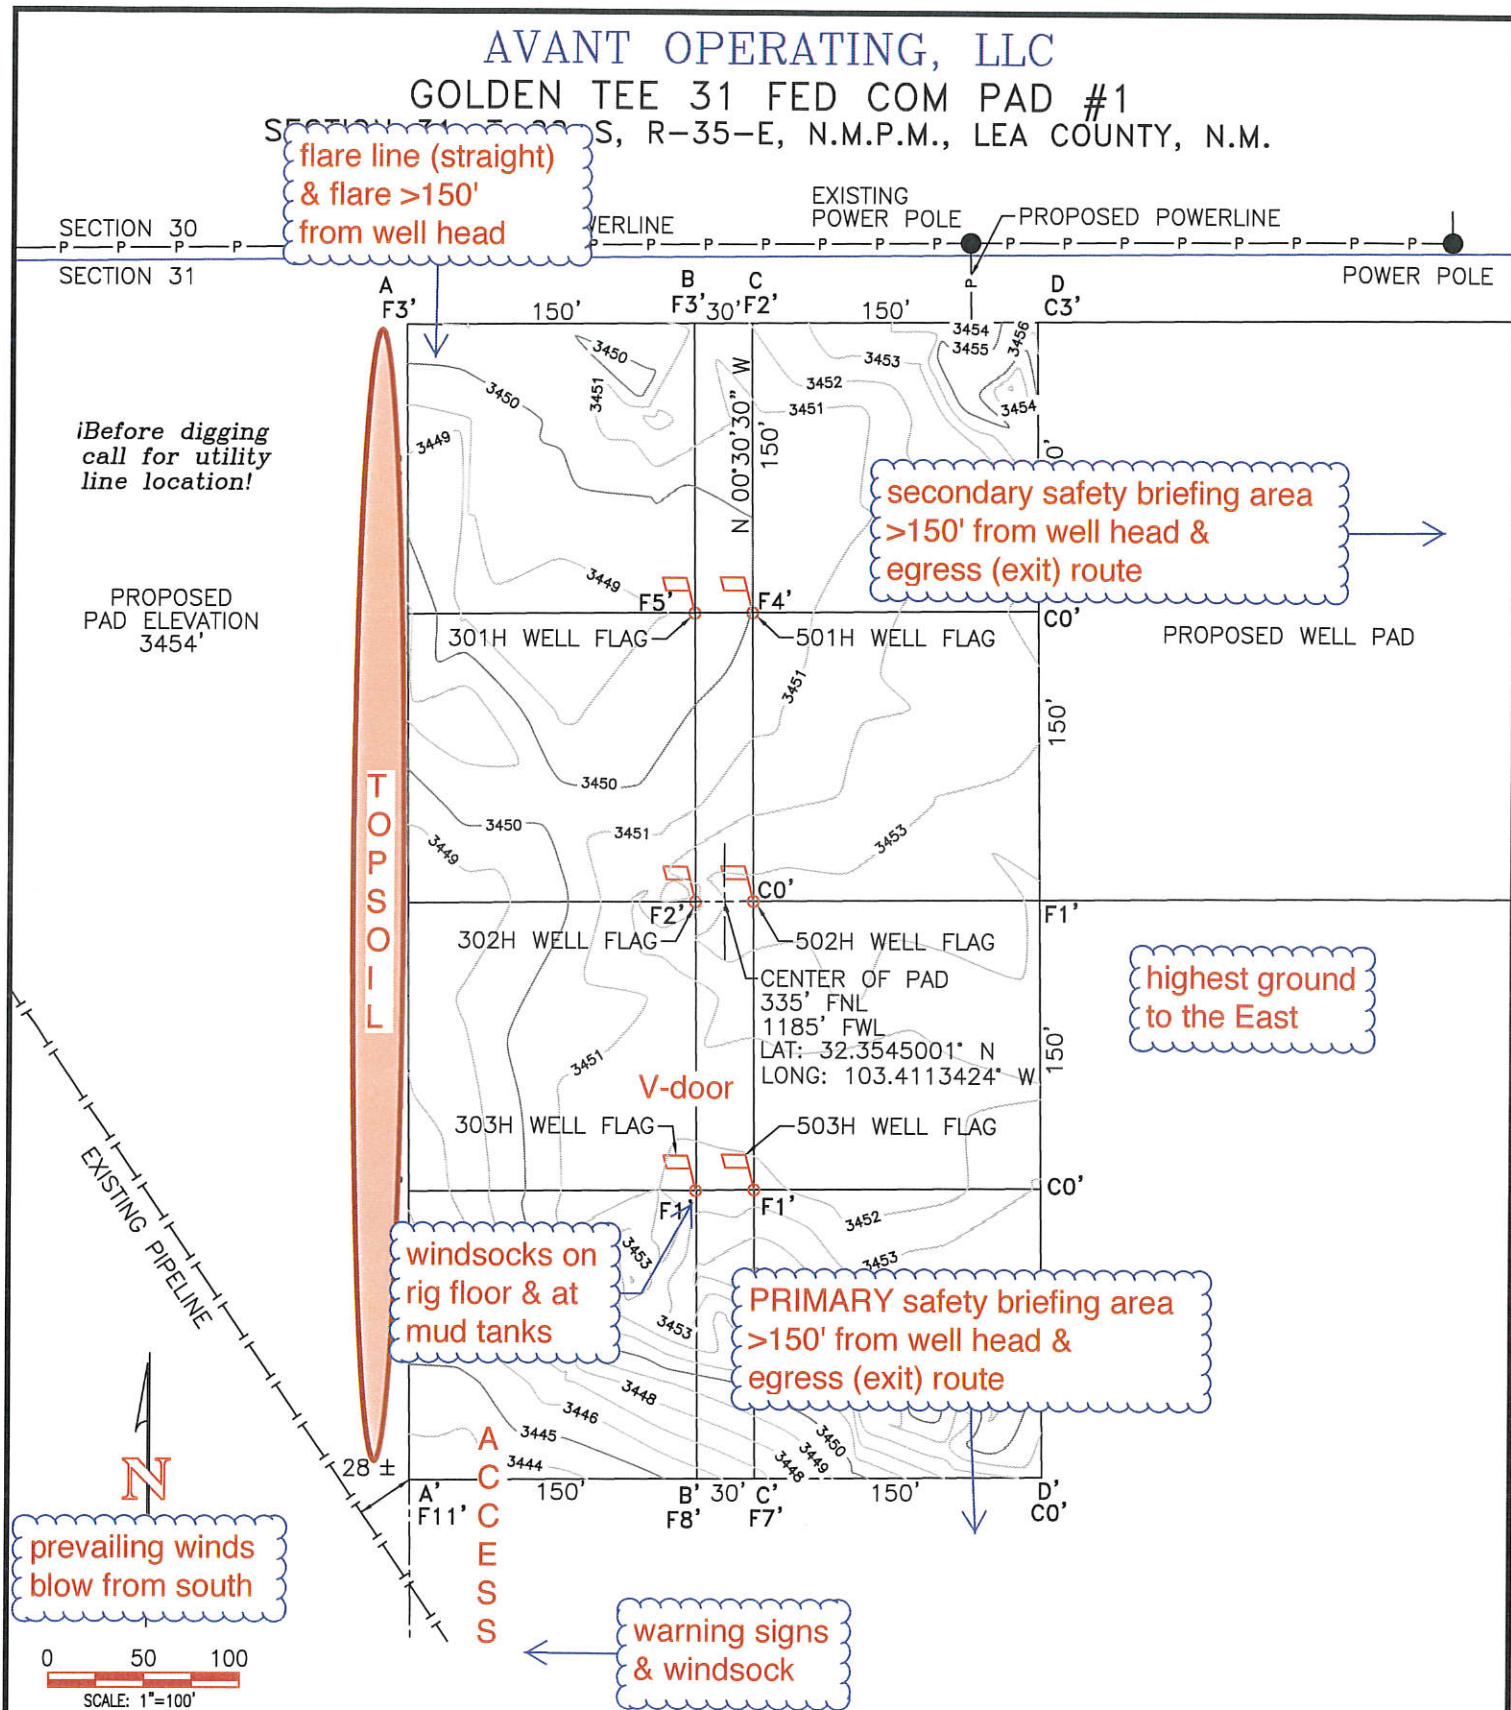 AVANT OPERATING, LLC
GOLDEN TEE 31 FED COM PAD #1
S, R-35-E, N.M.P.M., LEA COUNTY, N.M.
flare line (straight)
& flare >150'
from well head
SECTION 30
SECTION 31
P P P P
EXISTING
POWER POLE
PROPOSED POWERLINE
P P P P P P P
P P P P P P P P
P
POWER POLE
A
F3'
150'
B
F3'
30'
C
F2'
150'
D
C3'
3450
3451
3450
3449
3453
3452
3451
3454
3455
3456
3454
N 00°30'30" W
150'
¡Before digging
call for utility
line location!
secondary safety briefing area
>150' from well head &
egress (exit) route
PROPOSED
PAD ELEVATION
3454'
3449
F5'
F4'
C0'
301H WELL FLAG
501H WELL FLAG
PROPOSED WELL PAD
3451
150'
TOPSOIL
3450
3450
3451
3449
3453
F2'
C0'
F1'
302H WELL FLAG
502H WELL FLAG
CENTER OF PAD
335' FNL
1185' FWL
LAT: 32.3545001° N
LONG: 103.4113424° W
highest ground
to the East
150'
3451
V-door
303H WELL FLAG
503H WELL FLAG
F1'
F1'
C0'
3452
3453
3453
3453
EXISTING PIPELINE
windsocks on
rig floor & at
mud tanks
PRIMARY safety briefing area
>150' from well head &
egress (exit) route
3448
3446
3445
3444
3450
3449
3448
ACCESS
28 ±
A'
F11'
150'
B'
F8'
30'
C'
F7'
150'
D'
C0'
N
prevailing winds
blow from south
warning signs
& windsock
0 50 100
SCALE: 1"=100'